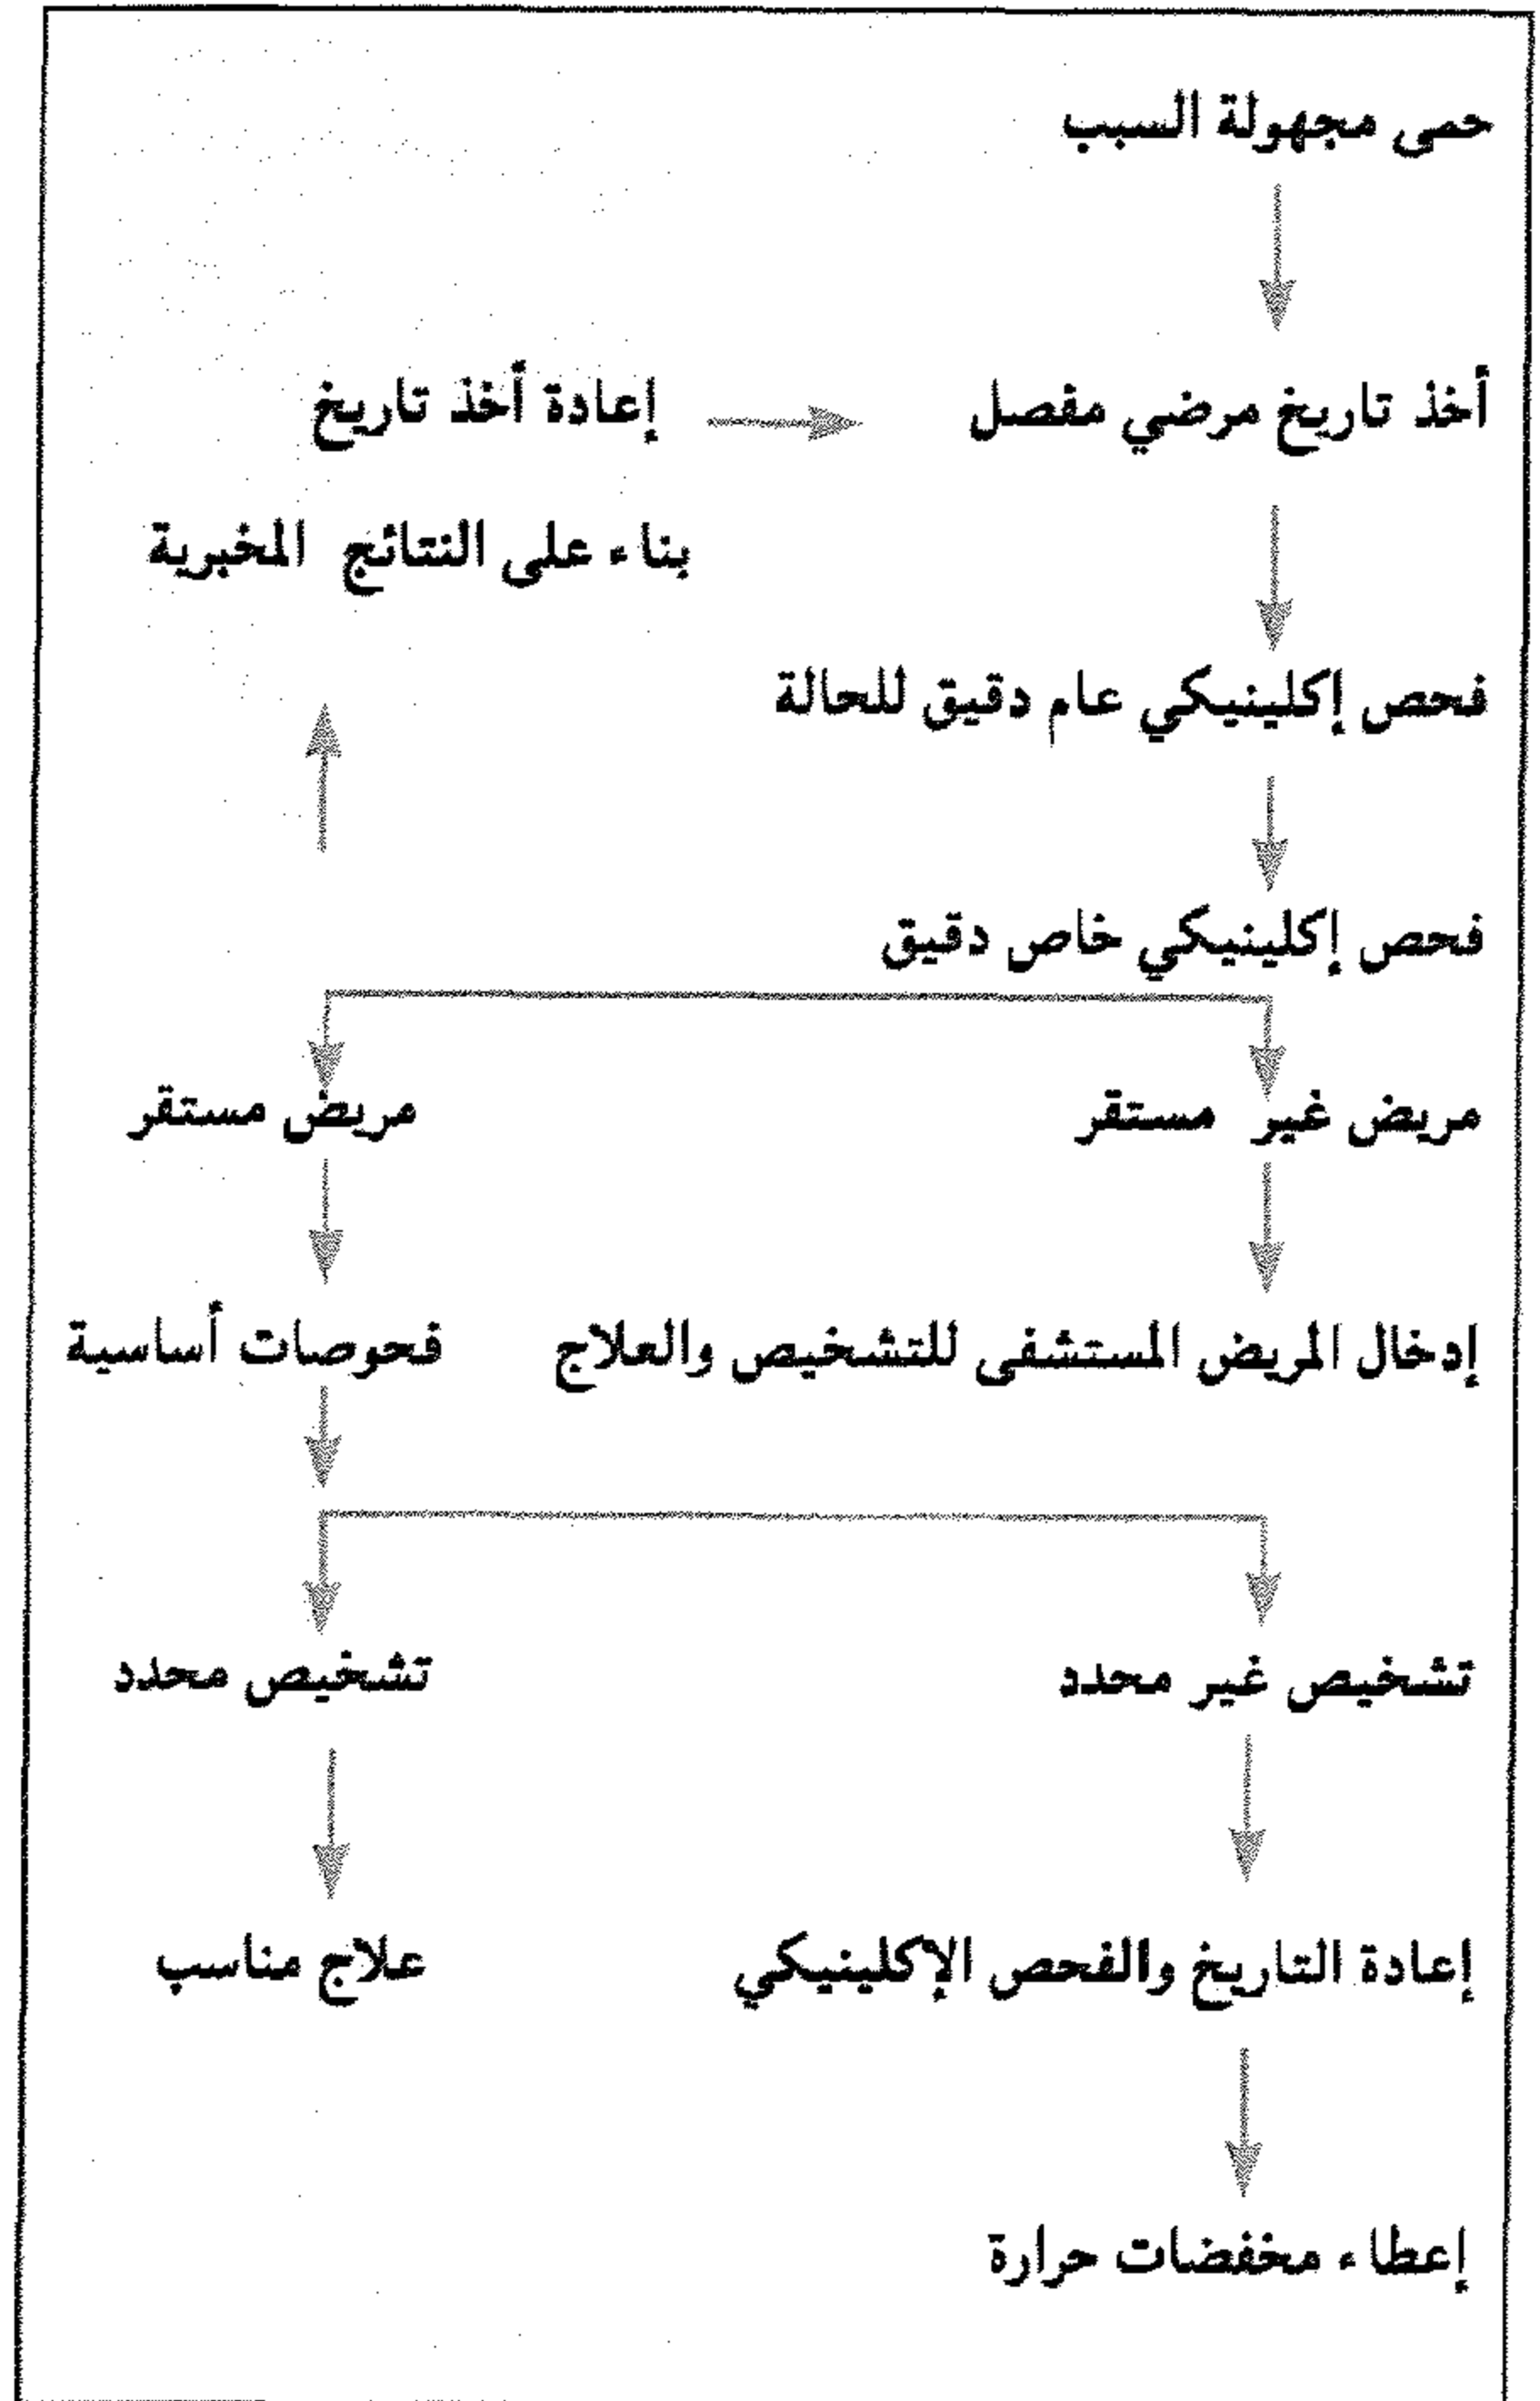 حمى مجهولة السبب
أخذ تاريخ مرضي مفصل
إعادة أخذ تاريخ
بناء على النتائج المخبرية
فحص إكلينيكي عام دقيق للحالة
فحص إكلينيكي خاص دقيق
مريض غير مستقر
مريض مستقر
إدخال المريض المستشفى للتشخيص والعلاج
فحوصات أساسية
تشخيص غير محدد
تشخيص محدد
إعادة التاريخ والفحص الإكلينيكي
علاج مناسب
إعطاء مخفضات حرارة